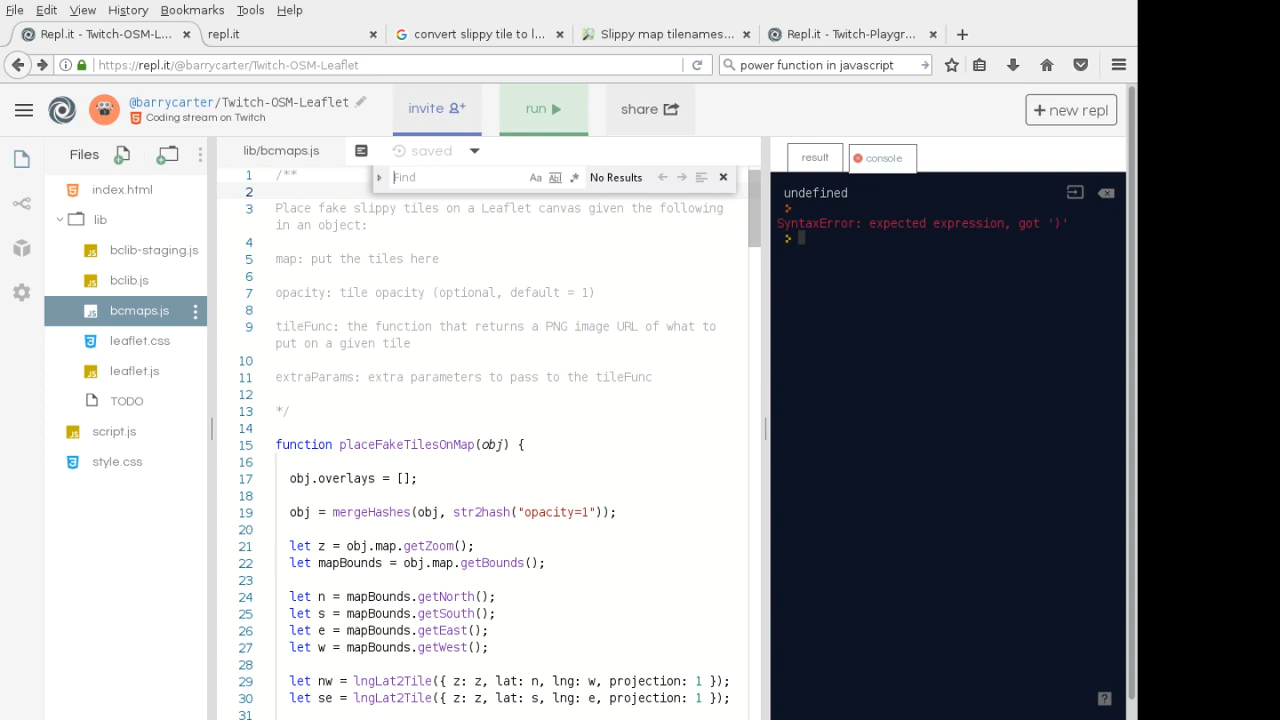 File Edit View History Bookmarks Tools Help
Repl.it - Twitch-OSM-L... × repl.it × convert slippy tile to l... × Slippy map tilenames... × Repl.it - Twitch-Playgr... ×
https://repl.it/@barrycarter/Twitch-OSM-Leaflet
power function in javascript
@barrycarter/Twitch-OSM-Leaflet
Coding stream on Twitch
invite
run
share
+ new repl
Files
index.html
lib
bclib-staging.js
bclib.js
bcmaps.js
leaflet.css
leaflet.js
TODO
script.js
style.css
lib/bcmaps.js
saved
Find
Aa Abl .* No Results
1 /**
2
3 Place fake slippy tiles on a Leaflet canvas given the following
in an object:
4
5 map: put the tiles here
6
7 opacity: tile opacity (optional, default = 1)
8
9 tileFunc: the function that returns a PNG image URL of what to
put on a given tile
10
11 extraParams: extra parameters to pass to the tileFunc
12
13 */
14
15 function placeFakeTilesOnMap(obj) {
16
17 obj.overlays = [];
18
19 obj = mergeHashes(obj, str2hash("opacity=1"));
20
21 let z = obj.map.getZoom();
22 let mapBounds = obj.map.getBounds();
23
24 let n = mapBounds.getNorth();
25 let s = mapBounds.getSouth();
26 let e = mapBounds.getEast();
27 let w = mapBounds.getWest();
28
29 let nw = lngLat2Tile({ z: z, lat: n, lng: w, projection: 1 });
30 let se = lngLat2Tile({ z: z, lat: s, lng: e, projection: 1 });
31
result
console
undefined
>
SyntaxError: expected expression, got ')'
>
?